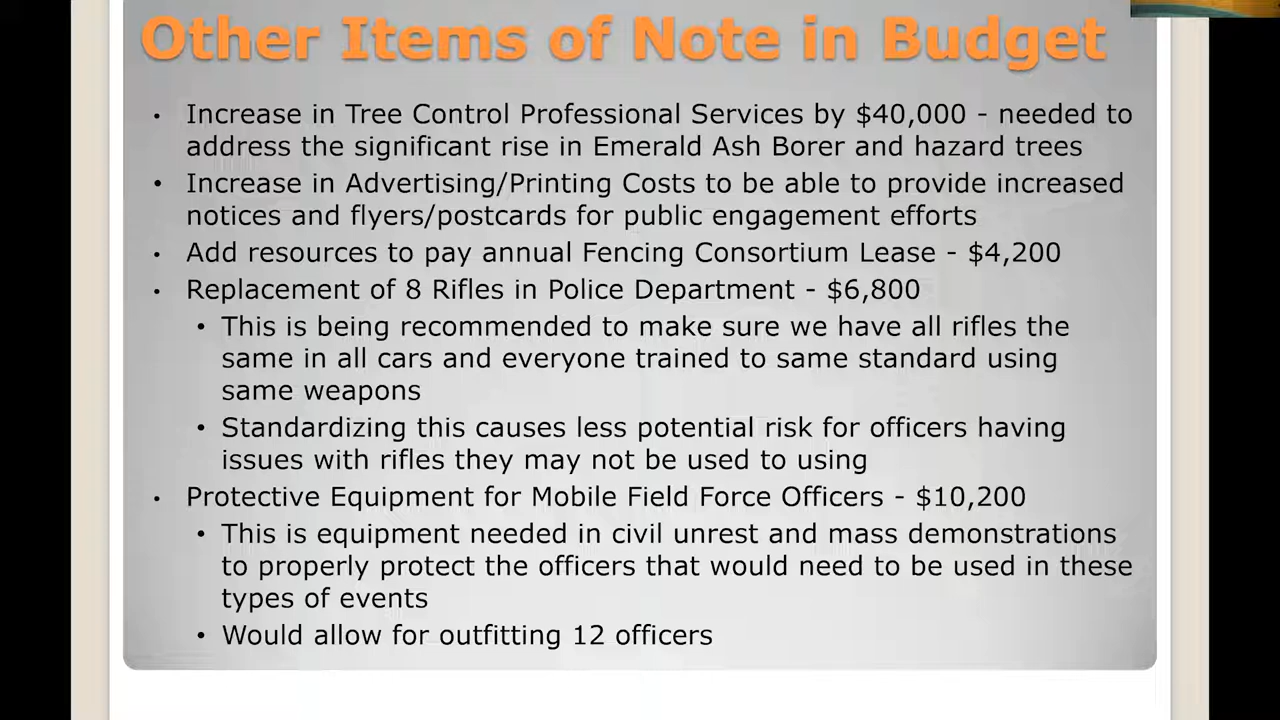 Other Items of Note in Budget
• Increase in Tree Control Professional Services by $40,000 - needed to
address the significant rise in Emerald Ash Borer and hazard trees
• Increase in Advertising/Printing Costs to be able to provide increased
notices and flyers/postcards for public engagement efforts
• Add resources to pay annual Fencing Consortium Lease - $4,200
• Replacement of 8 Rifles in Police Department - $6,800
• This is being recommended to make sure we have all rifles the
same in all cars and everyone trained to same standard using
same weapons
• Standardizing this causes less potential risk for officers having
issues with rifles they may not be used to using
• Protective Equipment for Mobile Field Force Officers - $10,200
• This is equipment needed in civil unrest and mass demonstrations
to properly protect the officers that would need to be used in these
types of events
• Would allow for outfitting 12 officers